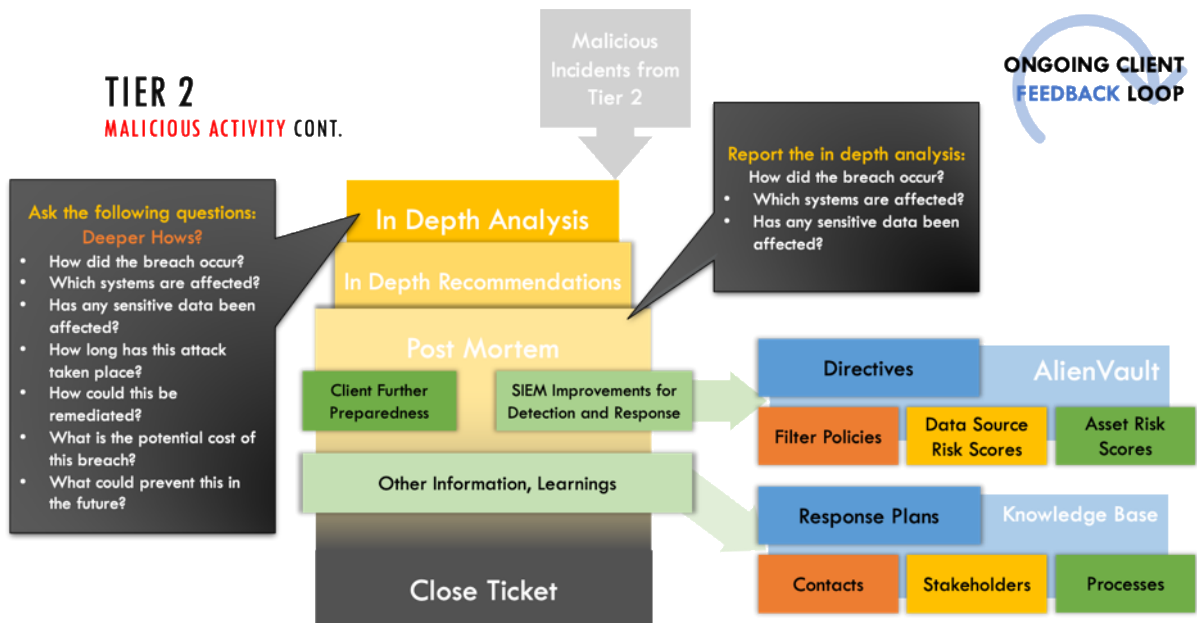 TIER 2
MALICIOUS ACTIVITY CONT.
Malicious
Incidents from
Tier 2
ONGOING CLIENT
FEEDBACK LOOP
Ask the following questions:
Deeper Hows?
• How did the breach occur?
• Which systems are affected?
• Has any sensitive data been
affected?
• How long has this attack
taken place?
• How could this be
remediated?
• What is the potential cost of
this breach?
• What could prevent this in
the future?
In Depth Analysis
In Depth Recommendations
Post Mortem
Client Further
Preparedness
SIEM Improvements for
Detection and Response
Other Information, Learnings
Close Ticket
Report the in depth analysis:
How did the breach occur?
• Which systems are affected?
• Has any sensitive data been
affected?
Directives
AlienVault
Filter Policies
Data Source
Risk Scores
Asset Risk
Scores
Response Plans
Knowledge Base
Contacts
Stakeholders
Processes